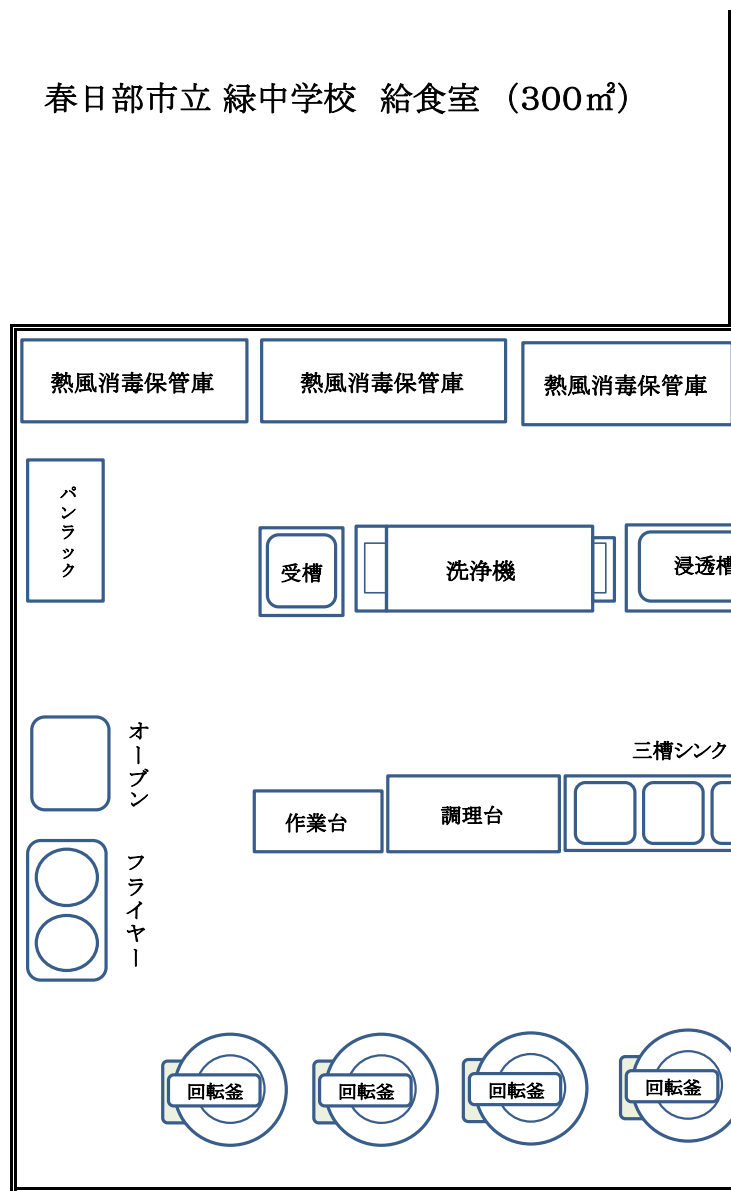 春日部市立 緑中学校 給食室 （300㎡）
熱風消毒保管庫
熱風消毒保管庫
熱風消毒保管庫
パンラック
受槽
洗浄機
浸透槽
オーブン
三槽シンク
作業台
調理台
フライヤー
回転釜
回転釜
回転釜
回転釜